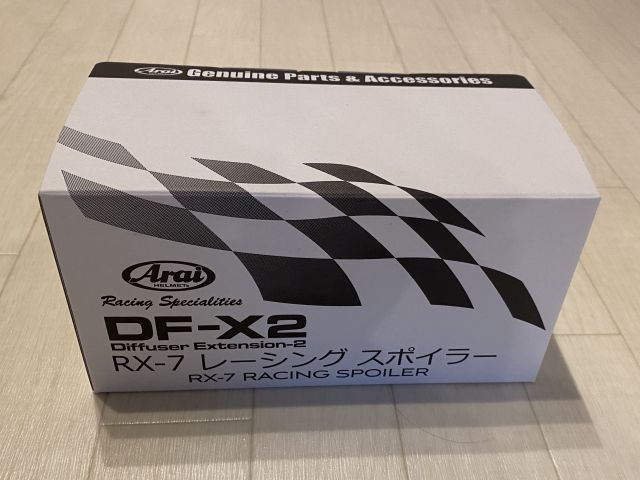 Arai Genuine Parts & Accessories
Arai
HELMETS
Racing Specialities
DF-X2
Diffuser Extension-2
RX-7 レーシング スポイラー
RX-7 RACING SPOILER